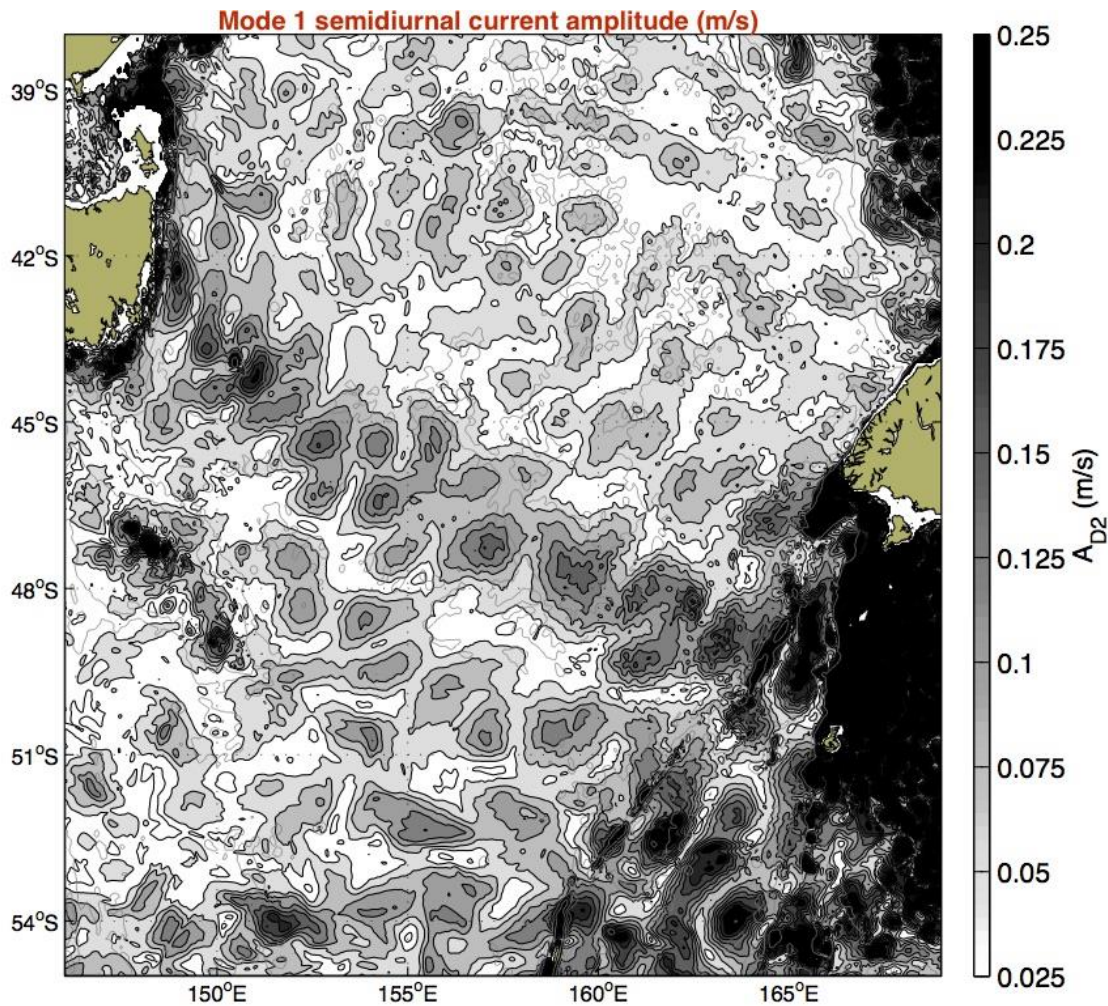 Mode 1 semidiurnal current amplitude (m/s)
39°S
42°S
45°S
48°S
51°S
54°S
150°E
155°E
160°E
165°E
0.25
0.225
0.2
0.175
0.15
0.125
0.1
0.075
0.05
0.025
A_D2 (m/s)